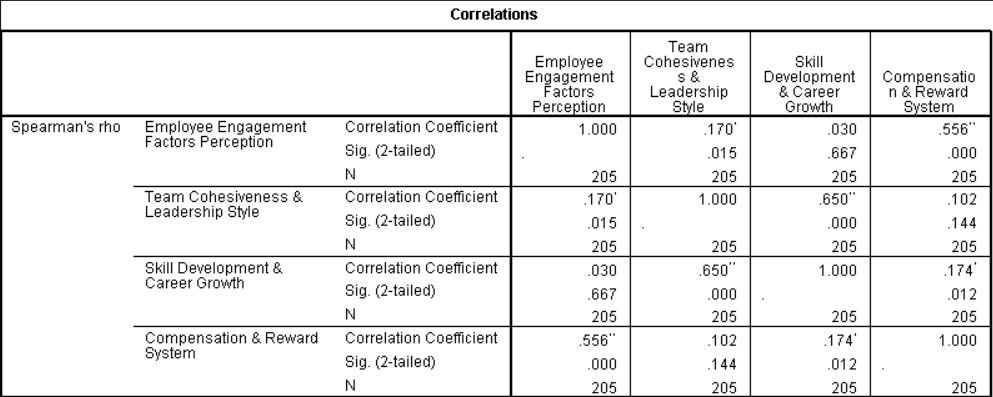 Correlations
Employee Engagement Factors Perception | Team Cohesivenes s & Leadership Style | Skill Development & Career Growth | Compensatio n & Reward System
Spearman's rho | Employee Engagement Factors Perception | Correlation Coefficient | 1.000 | .170* | .030 | .556**
Sig. (2-tailed) | . | .015 | .667 | .000
N | 205 | 205 | 205 | 205
Team Cohesiveness & Leadership Style | Correlation Coefficient | .170* | 1.000 | .650** | .102
Sig. (2-tailed) | .015 | . | .000 | .144
N | 205 | 205 | 205 | 205
Skill Development & Career Growth | Correlation Coefficient | .030 | .650** | 1.000 | .174*
Sig. (2-tailed) | .667 | .000 | . | .012
N | 205 | 205 | 205 | 205
Compensation & Reward System | Correlation Coefficient | .556** | .102 | .174* | 1.000
Sig. (2-tailed) | .000 | .144 | .012 | .
N | 205 | 205 | 205 | 205